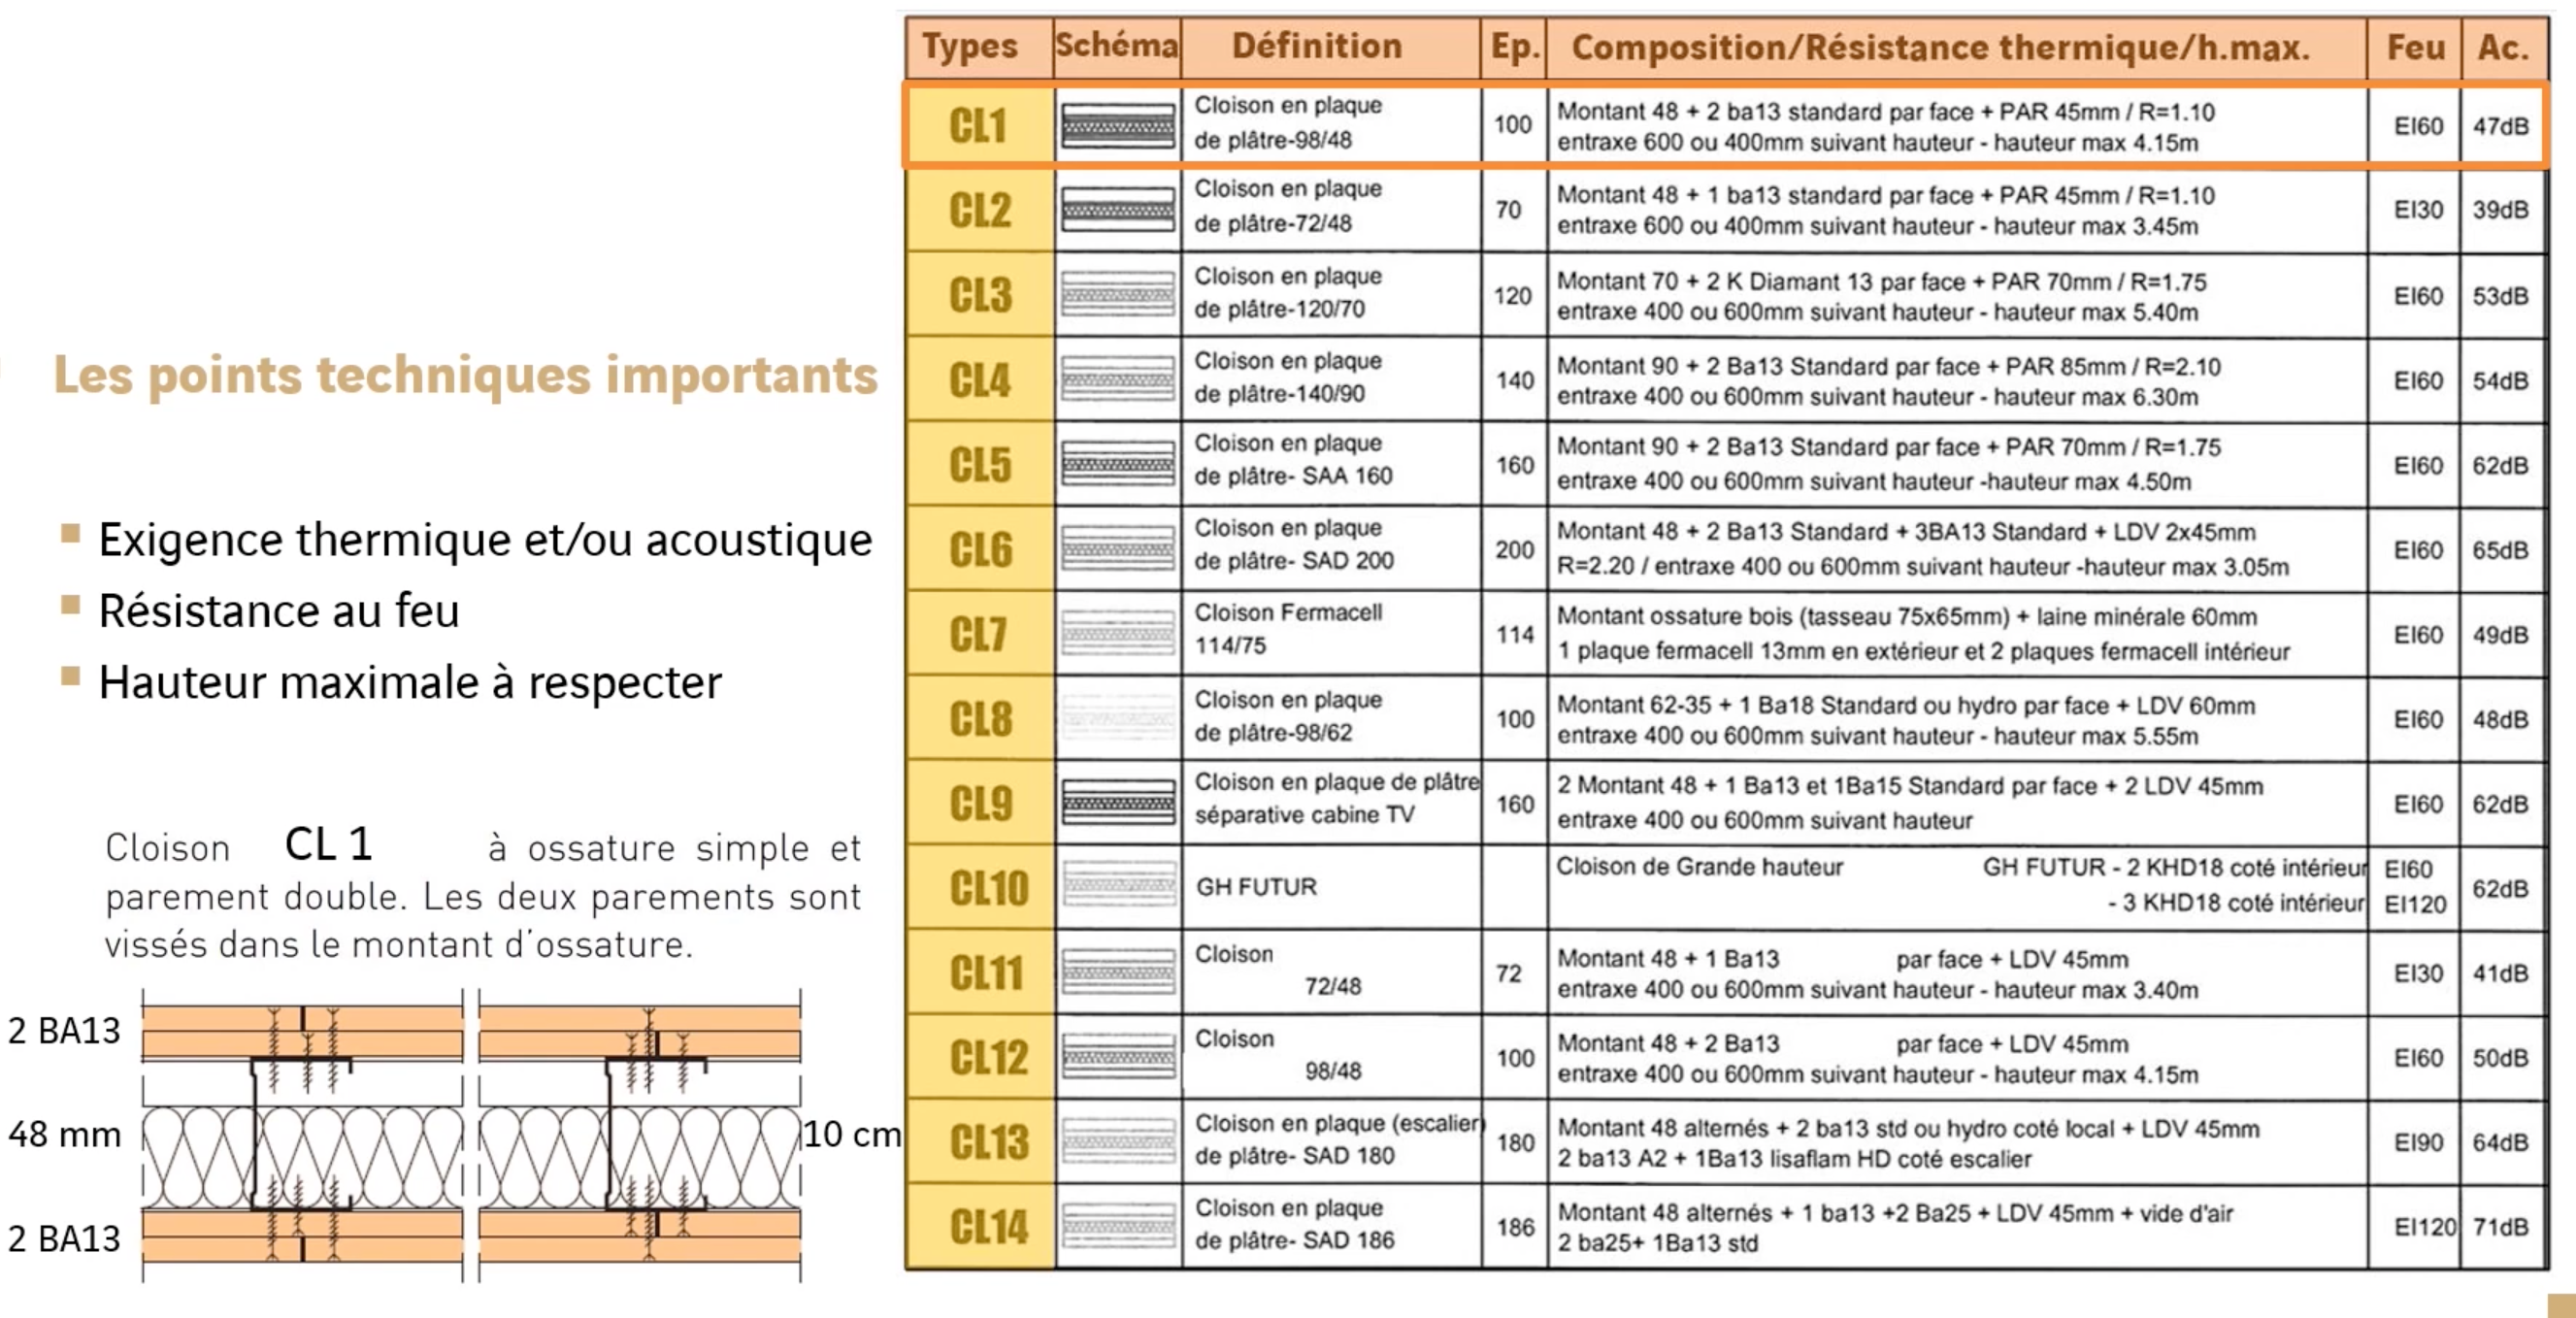 Les points techniques importants
Exigence thermique et/ou acoustique
Résistance au feu
Hauteur maximale à respecter
Cloison CL 1 à ossature simple et
parement double. Les deux parements sont
vissés dans le montant d'ossature.
2 BA13
48 mm
10 cm
2 BA13
Types Schéma Définition Ep. Composition/Résistance thermique/h.max. Feu Ac.
CL1
Cloison en plaque
de plâtre-98/48
100
Montant 48 + 2 ba13 standard par face + PAR 45mm / R=1.10
entraxe 600 ou 400mm suivant hauteur - hauteur max 4.15m
EI60
47dB
CL2
Cloison en plaque
de plâtre-72/48
70
Montant 48 + 1 ba13 standard par face + PAR 45mm / R=1.10
entraxe 600 ou 400mm suivant hauteur - hauteur max 3.45m
EI30
39dB
CL3
Cloison en plaque
de plâtre-120/70
120
Montant 70 + 2 K Diamant 13 par face + PAR 70mm / R=1.75
entraxe 400 ou 600mm suivant hauteur - hauteur max 5.40m
EI60
53dB
CL4
Cloison en plaque
de plâtre-140/90
140
Montant 90 + 2 Ba13 Standard par face + PAR 85mm / R=2.10
entraxe 400 ou 600mm suivant hauteur - hauteur max 6.30m
EI60
54dB
CL5
Cloison en plaque
de plâtre- SAA 160
160
Montant 90 + 2 Ba13 Standard par face + PAR 70mm / R=1.75
entraxe 400 ou 600mm suivant hauteur -hauteur max 4.50m
EI60
62dB
CL6
Cloison en plaque
de plâtre- SAD 200
200
Montant 48 + 2 Ba13 Standard + 3BA13 Standard + LDV 2x45mm
R=2.20 / entraxe 400 ou 600mm suivant hauteur -hauteur max 3.05m
EI60
65dB
CL7
Cloison Fermacell
114/75
114
Montant ossature bois (tasseau 75x65mm) + laine minérale 60mm
1 plaque fermacell 13mm en extérieur et 2 plaques fermacell intérieur
EI60
49dB
CL8
Cloison en plaque
de plâtre-98/62
100
Montant 62-35 + 1 Ba18 Standard ou hydro par face + LDV 60mm
entraxe 400 ou 600mm suivant hauteur - hauteur max 5.55m
EI60
48dB
CL9
Cloison en plaque de plâtre
séparative cabine TV
160
2 Montant 48 + 1 Ba13 et 1Ba15 Standard par face + 2 LDV 45mm
entraxe 400 ou 600mm suivant hauteur
EI60
62dB
CL10
GH FUTUR
Cloison de Grande hauteur GH FUTUR - 2 KHD18 coté intérieur
- 3 KHD18 coté intérieur
EI60
EI120
62dB
CL11
Cloison
72/48
72
Montant 48 + 1 Ba13 par face + LDV 45mm
entraxe 400 ou 600mm suivant hauteur - hauteur max 3.40m
EI30
41dB
CL12
Cloison
98/48
100
Montant 48 + 2 Ba13 par face + LDV 45mm
entraxe 400 ou 600mm suivant hauteur - hauteur max 4.15m
EI60
50dB
CL13
Cloison en plaque (escalier)
de plâtre- SAD 180
180
Montant 48 alternés + 2 ba13 std ou hydro coté local + LDV 45mm
2 ba13 A2 + 1Ba13 lisaflam HD coté escalier
EI90
64dB
CL14
Cloison en plaque
de plâtre- SAD 186
186
Montant 48 alternés + 1 ba13 +2 Ba25 + LDV 45mm + vide d'air
2 ba25+ 1Ba13 std
EI120
71dB